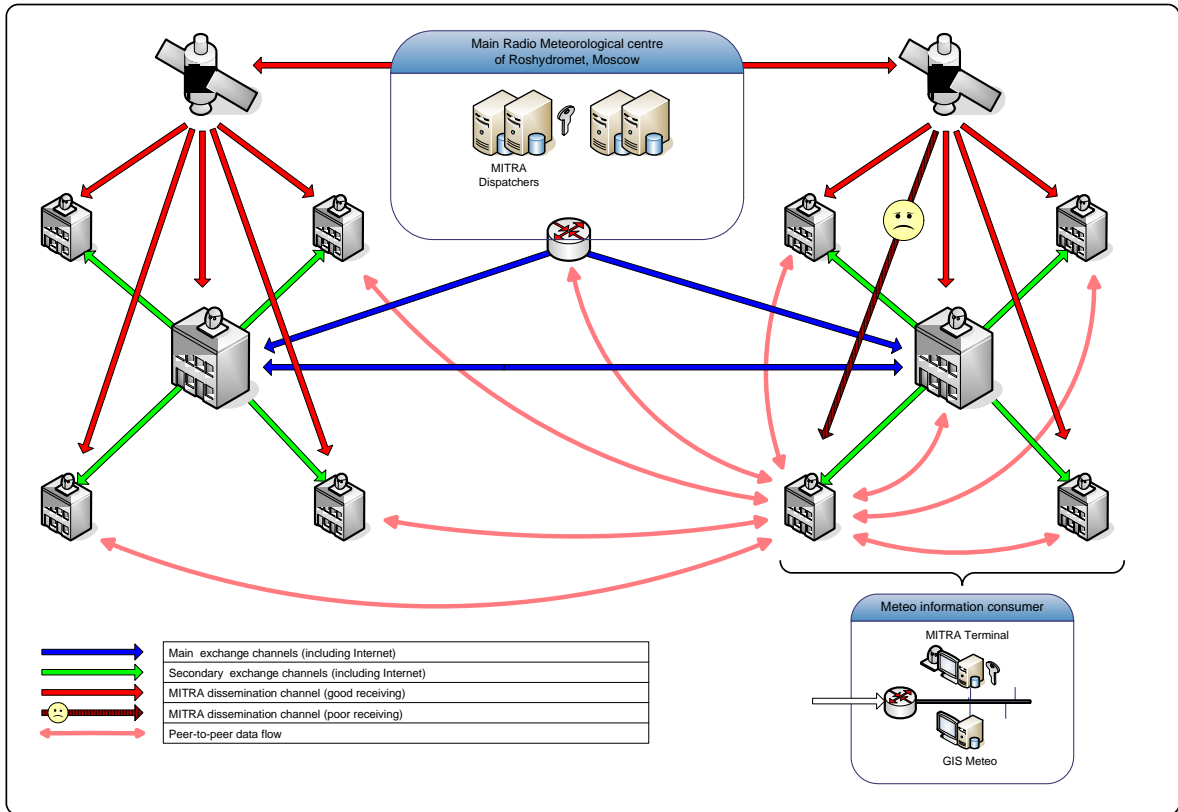 Main Radio Meteorological centre
of Roshydromet, Moscow
MITRA
Dispatchers
Meteo information consumer
MITRA Terminal
GIS Meteo
Main exchange channels (including Internet)
Secondary exchange channels (including Internet)
MITRA dissemination channel (good receiving)
MITRA dissemination channel (poor receiving)
Peer-to-peer data flow